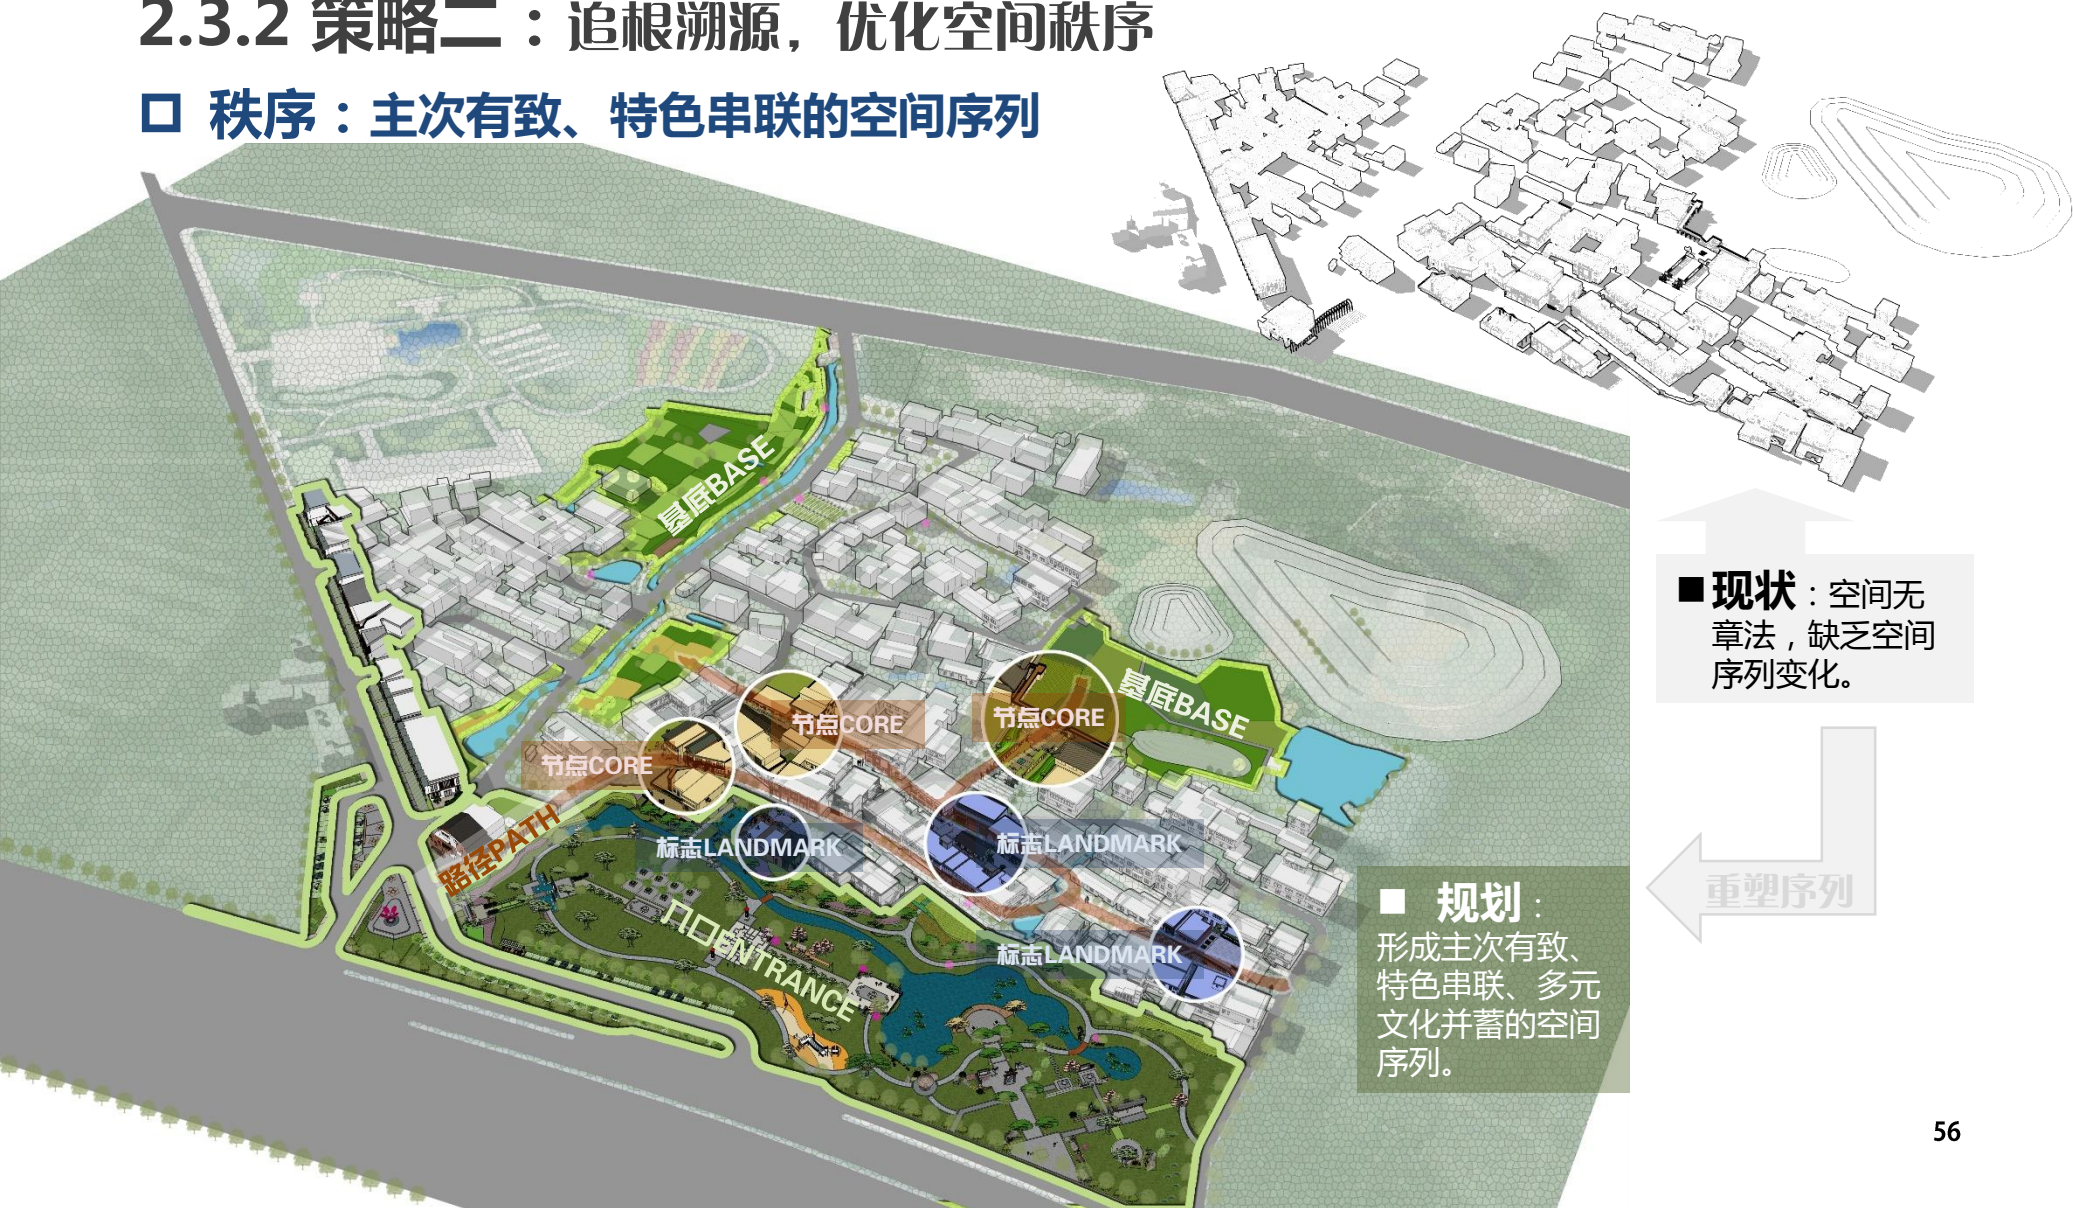 2.3.2 策略二：追根溯源，优化空间秩序
秩序：主次有致、特色串联的空间序列
基底BASE
■现状：空间无
章法，缺乏空间
序列变化。
基底BASE
节点CORE
节点CORE
节点CORE
路径PATH
标志LANDMARK
标志LANDMARK
标志LANDMARK
门口ENTRANCE
重塑序列
■ 规划：
形成主次有致、
特色串联、多元
文化并蓄的空间
序列。
56